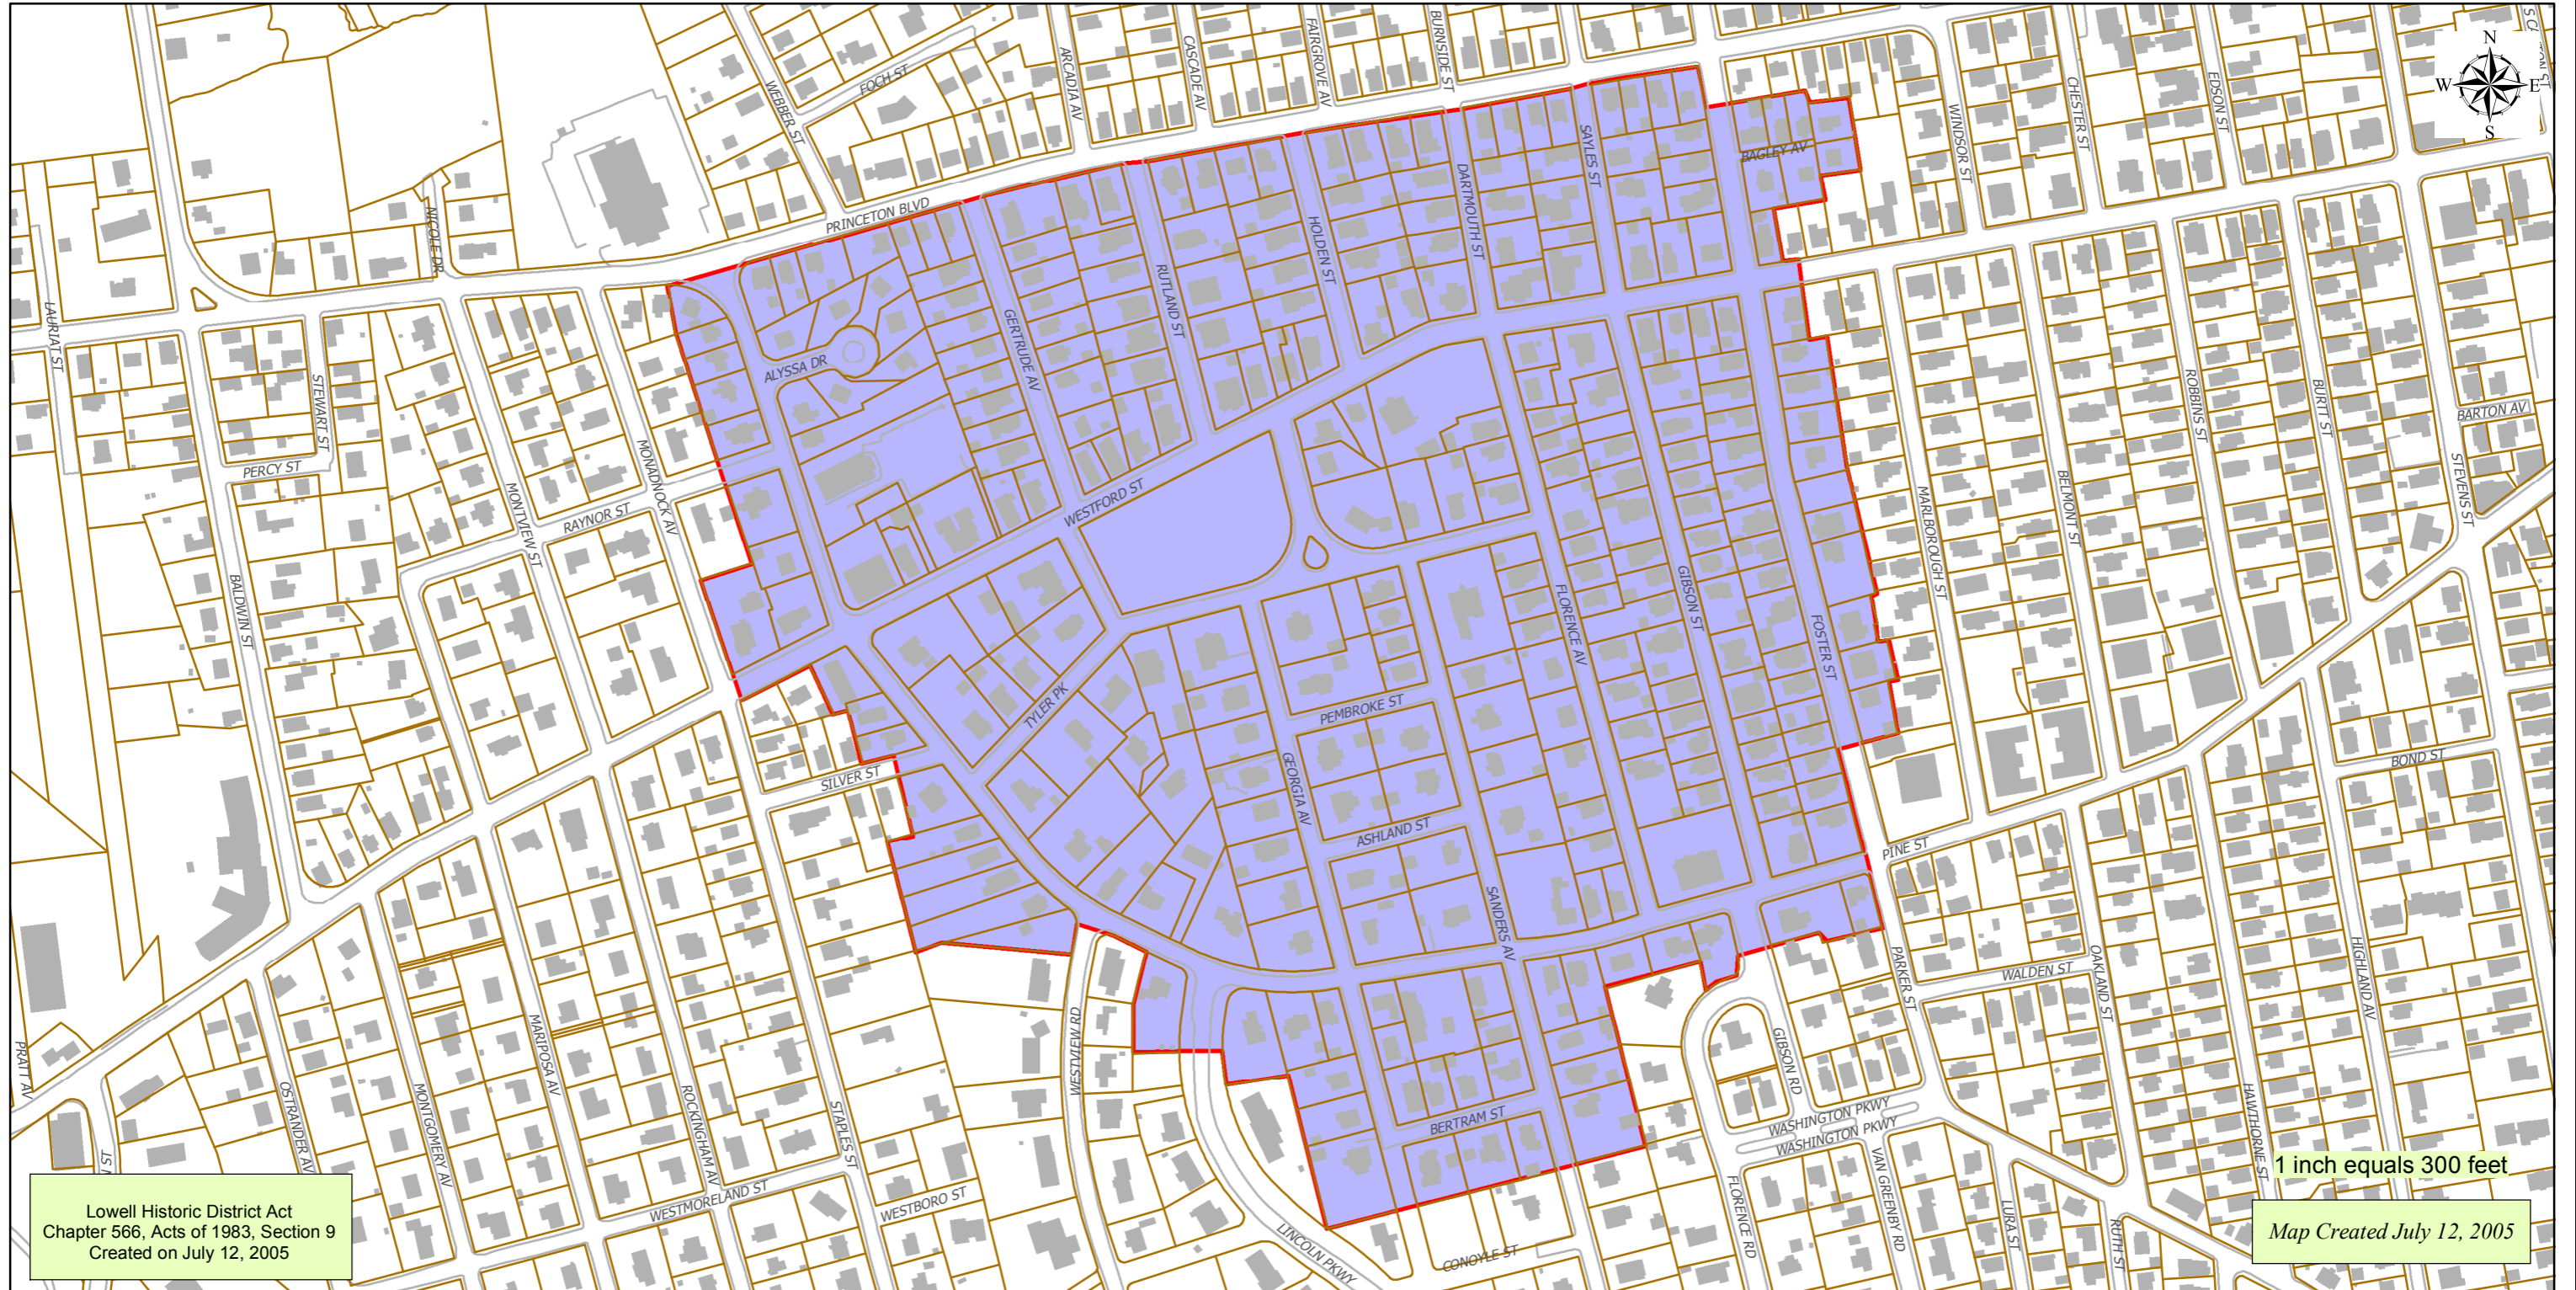 ARCADIA AV
CASCADE AV
FAIRGROVE AV
BURNSIDE ST
N
W
E
S
WEBBER ST
FOCH ST
SAYLES ST
BAGLEY AV
WINDSOR ST
CHESTER ST
EDSON ST
NICOLE DR
PRINCETON BLVD
RUTLAND ST
HOLDEN ST
DARTMOUTH ST
LAURIAT ST
STEWART ST
ALYSSA DR
GERTRUDE AV
ROBBINS ST
BURTT ST
BARTON AV
PERCY ST
MONTVIEW ST
RAYNOR ST
MONADNOCK AV
WESTFORD ST
MARLBOROUGH ST
BELMONT ST
STEVENS ST
BALDWIN ST
FLORENCE AV
GIBSON ST
FOSTER ST
TYLER PK
PEMBROKE ST
SILVER ST
GEORGIA AV
ASHLAND ST
BOND ST
PINE ST
SANDERS AV
PARKER ST
WALDEN ST
OAKLAND ST
HIGHLAND AV
PRATT AV
OSTRANDER AV
MONTGOMERY AV
MARIPOSA AV
ROCKINGHAM AV
STAPLES ST
WESTVIEW RD
BERTRAM ST
GIBSON RD
WASHINGTON PKWY
WASHINGTON PKWY
HAWTHORNE ST
WESTMORELAND ST
WESTBORO ST
LINCOLN PKWY
CONOYLE ST
FLORENCE RD
VAN GREENBY RD
LURA ST
RUTH ST
1 inch equals 300 feet
Lowell Historic District Act
Chapter 566, Acts of 1983, Section 9
Created on July 12, 2005
Map Created July 12, 2005